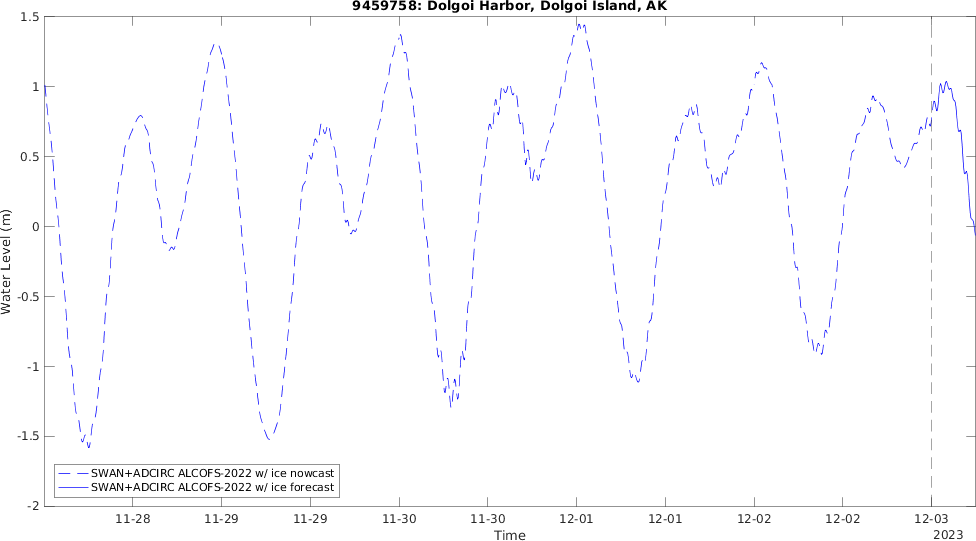 9459758: Dolgoi Harbor, Dolgoi Island, AK
1.5
1
0.5
0
-0.5
-1
-1.5
-2
Water Level (m)
SWAN+ADCIRC ALCOFS-2022 w/ ice nowcast
SWAN+ADCIRC ALCOFS-2022 w/ ice forecast
11-28 11-29 11-29 11-30 11-30 12-01 12-01 12-02 12-02 12-03
2023
Time